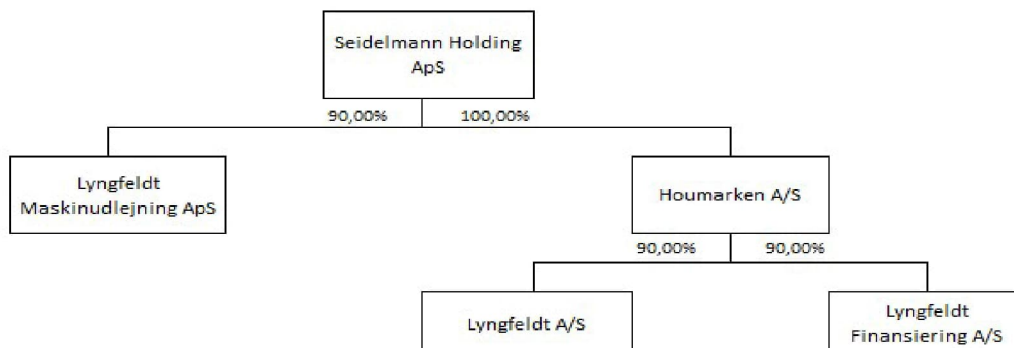 Seidelmann Holding
ApS
90,00% 100,00%
Lyngfeldt
Maskinudlejning ApS
Houmarken A/S
90,00% 90,00%
Lyngfeldt A/S
Lyngfeldt
Finansiering A/S